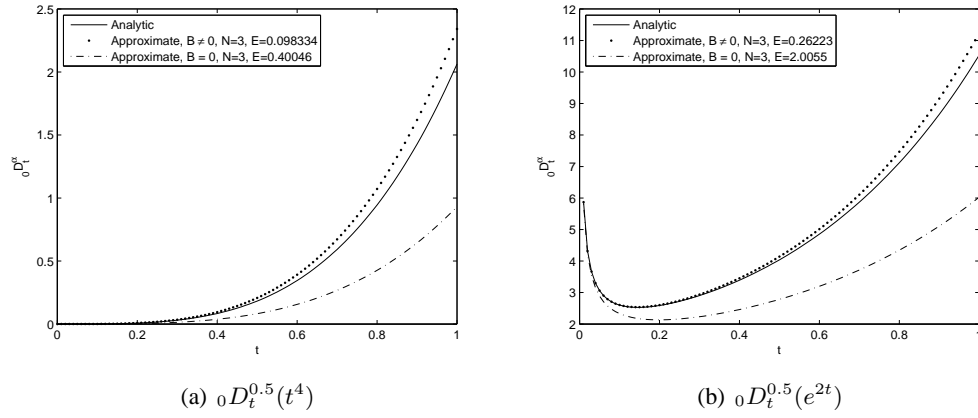 2.5
2
1.5
1
0.5
0
0 0.2 0.4 0.6 0.8 1
t
₀D_t^α
Analytic
Approximate, B ≠ 0, N=3, E=0.098334
Approximate, B = 0, N=3, E=0.40046
(a) ₀D_t^{0.5}(t^4)
12
11
10
9
8
7
6
5
4
3
2
0 0.2 0.4 0.6 0.8 1
t
₀D_t^α
Analytic
Approximate, B ≠ 0, N=3, E=0.26223
Approximate, B = 0, N=3, E=2.0055
(b) ₀D_t^{0.5}(e^{2t})